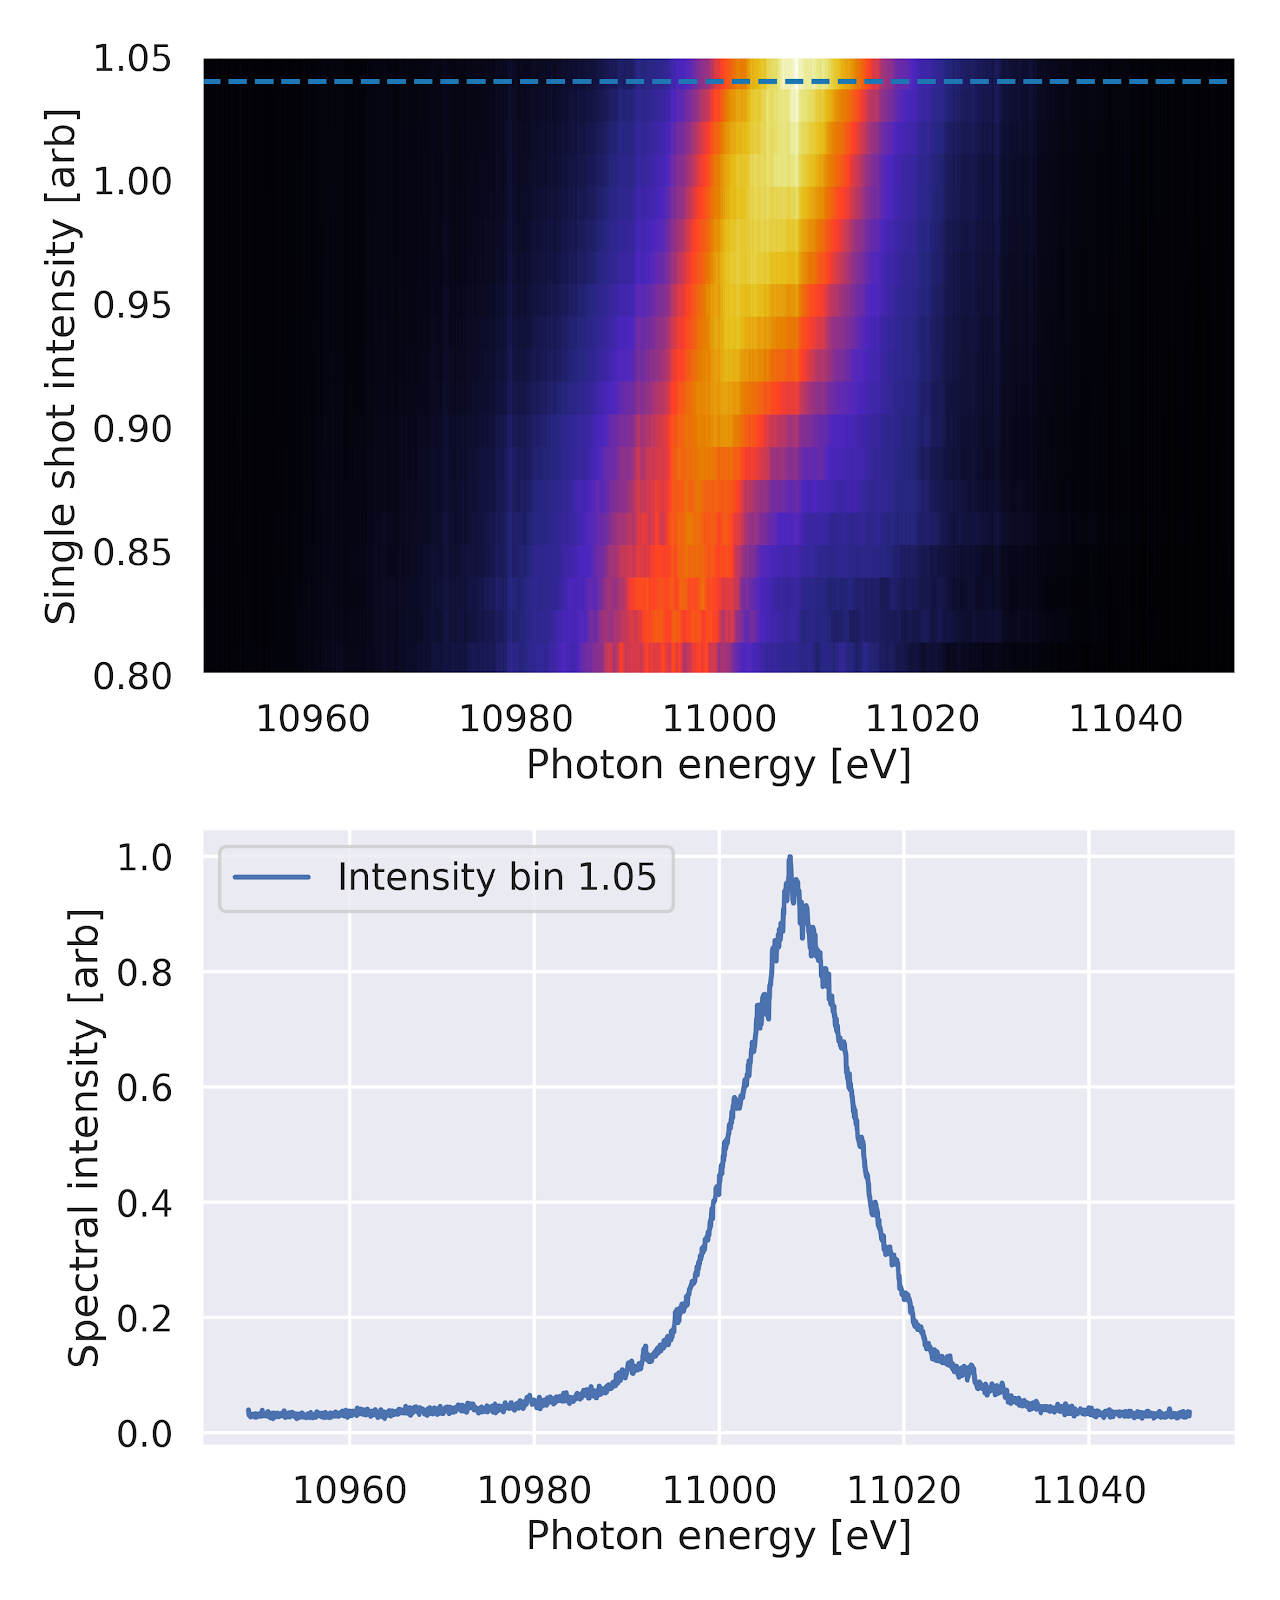 1.05
1.00
0.95
0.90
0.85
0.80
Single shot intensity [arb]
10960 10980 11000 11020 11040
Photon energy [eV]
1.0
0.8
0.6
0.4
0.2
0.0
Spectral intensity [arb]
Intensity bin 1.05
10960 10980 11000 11020 11040
Photon energy [eV]